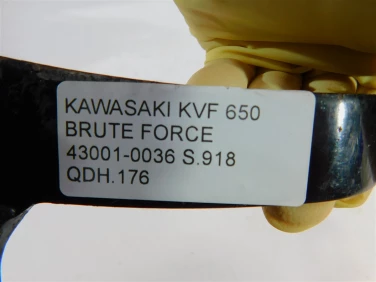 KAWASAKI KVF 650
BRUTE FORCE
43001-0036 S.918
QDH.176